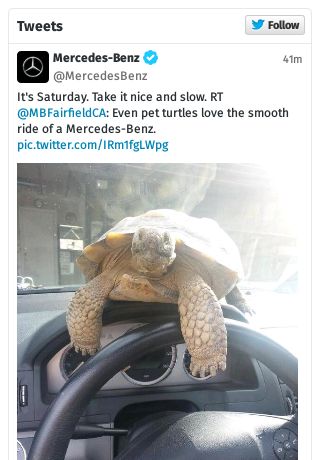 Tweets
Follow
Mercedes-Benz
41m
@MercedesBenz
It's Saturday. Take it nice and slow. RT
@MBFairfieldCA: Even pet turtles love the smooth
ride of a Mercedes-Benz.
pic.twitter.com/IRm1fgLWpg